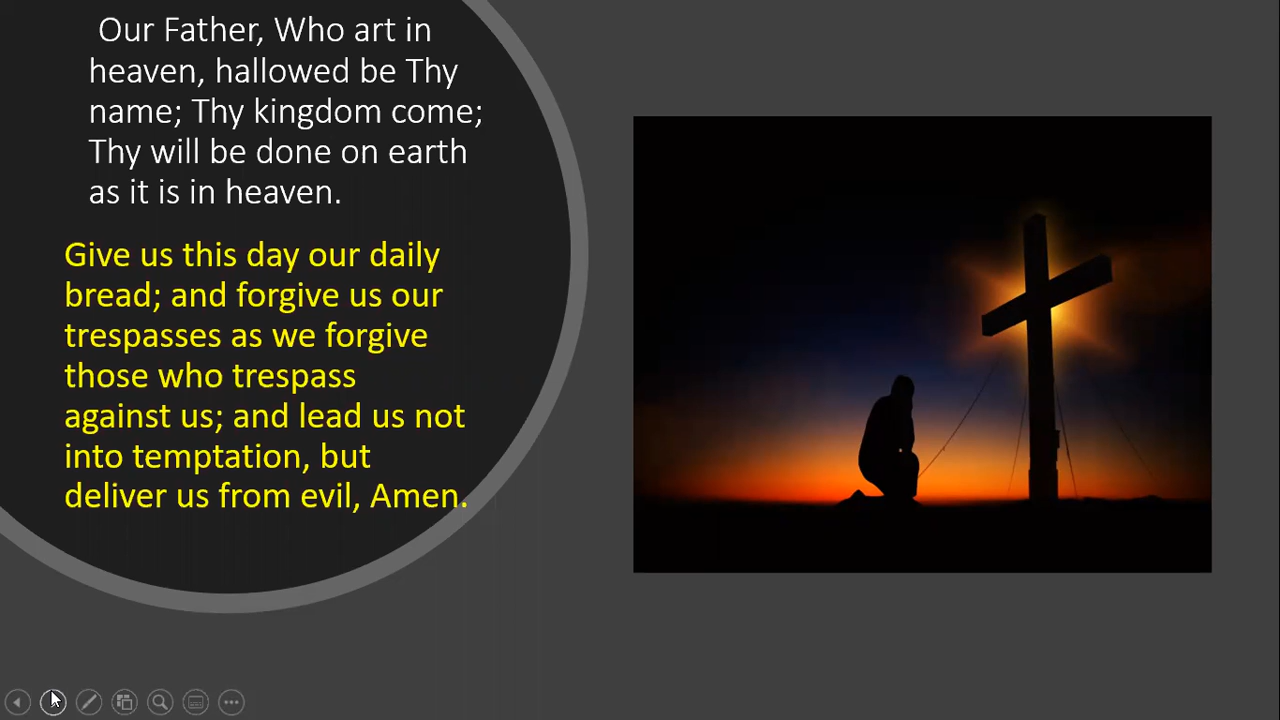 Our Father, Who art in
heaven, hallowed be Thy
name; Thy kingdom come;
Thy will be done on earth
as it is in heaven.
Give us this day our daily
bread; and forgive us our
trespasses as we forgive
those who trespass
against us; and lead us not
into temptation, but
deliver us from evil, Amen.